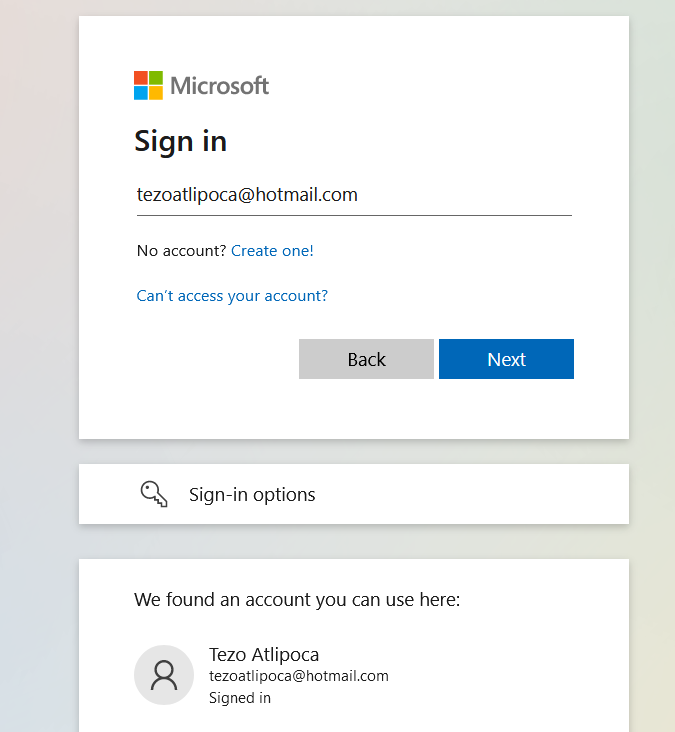 Microsoft
Sign in
tezoatlipoca@hotmail.com
No account? Create one!
Can’t access your account?
Back
Next
Sign-in options
We found an account you can use here:
Tezo Atlipoca
tezoatlipoca@hotmail.com
Signed in